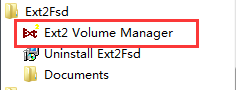 Ext2Fsd
Ext2 Volume Manager
Uninstall Ext2Fsd
Documents